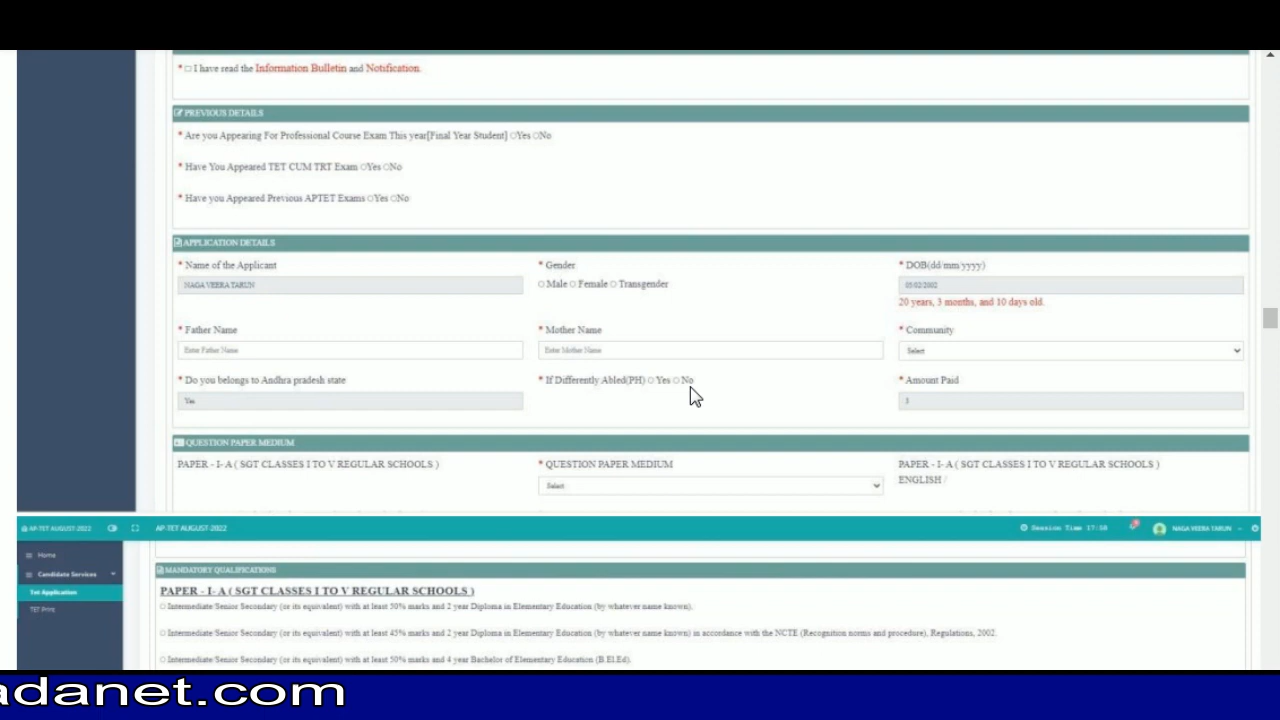 * I have read the Information Bulletin and Notification.
PREVIOUS DETAILS
* Are you Appearing For Professional Course Exam This year[Final Year Student] Yes No
* Have You Appeared TET CUM TRT Exam Yes No
* Have you Appeared Previous APTET Exams Yes No
APPLICATION DETAILS
* Name of the Applicant * Gender * DOB(dd/mm/yyyy)
NAGA VEERA TARUN Male Female Transgender 05/02/2002
20 years, 3 months, and 10 days old.
* Father Name * Mother Name * Community
Enter Father Name Enter Mother Name Select
* Do you belongs to Andhra pradesh state * If Differently Abled(PH) Yes No * Amount Paid
Yes
QUESTION PAPER MEDIUM
PAPER - I- A ( SGT CLASSES I TO V REGULAR SCHOOLS ) * QUESTION PAPER MEDIUM PAPER - I- A ( SGT CLASSES I TO V REGULAR SCHOOLS )
Select ENGLISH /
AP-TET AUGUST-2022 AP-TET AUGUST-2022 Session Time 17:58 NAGA VEERA TARUN
Home
Candidate Services
Tet Application
TET Print
MANDATORY QUALIFICATIONS
PAPER - I- A ( SGT CLASSES I TO V REGULAR SCHOOLS )
Intermediate/Senior Secondary (or its equivalent) with at least 50% marks and 2 year Diploma in Elementary Education (by whatever name known).
Intermediate/Senior Secondary (or its equivalent) with at least 45% marks and 2 year Diploma in Elementary Education (by whatever name known) in accordance with the NCTE (Recognition norms and procedure), Regulations, 2002.
Intermediate/Senior Secondary (or its equivalent) with at least 50% marks and 4 year Bachelor of Elementary Education (B.El.Ed).
adanet.com